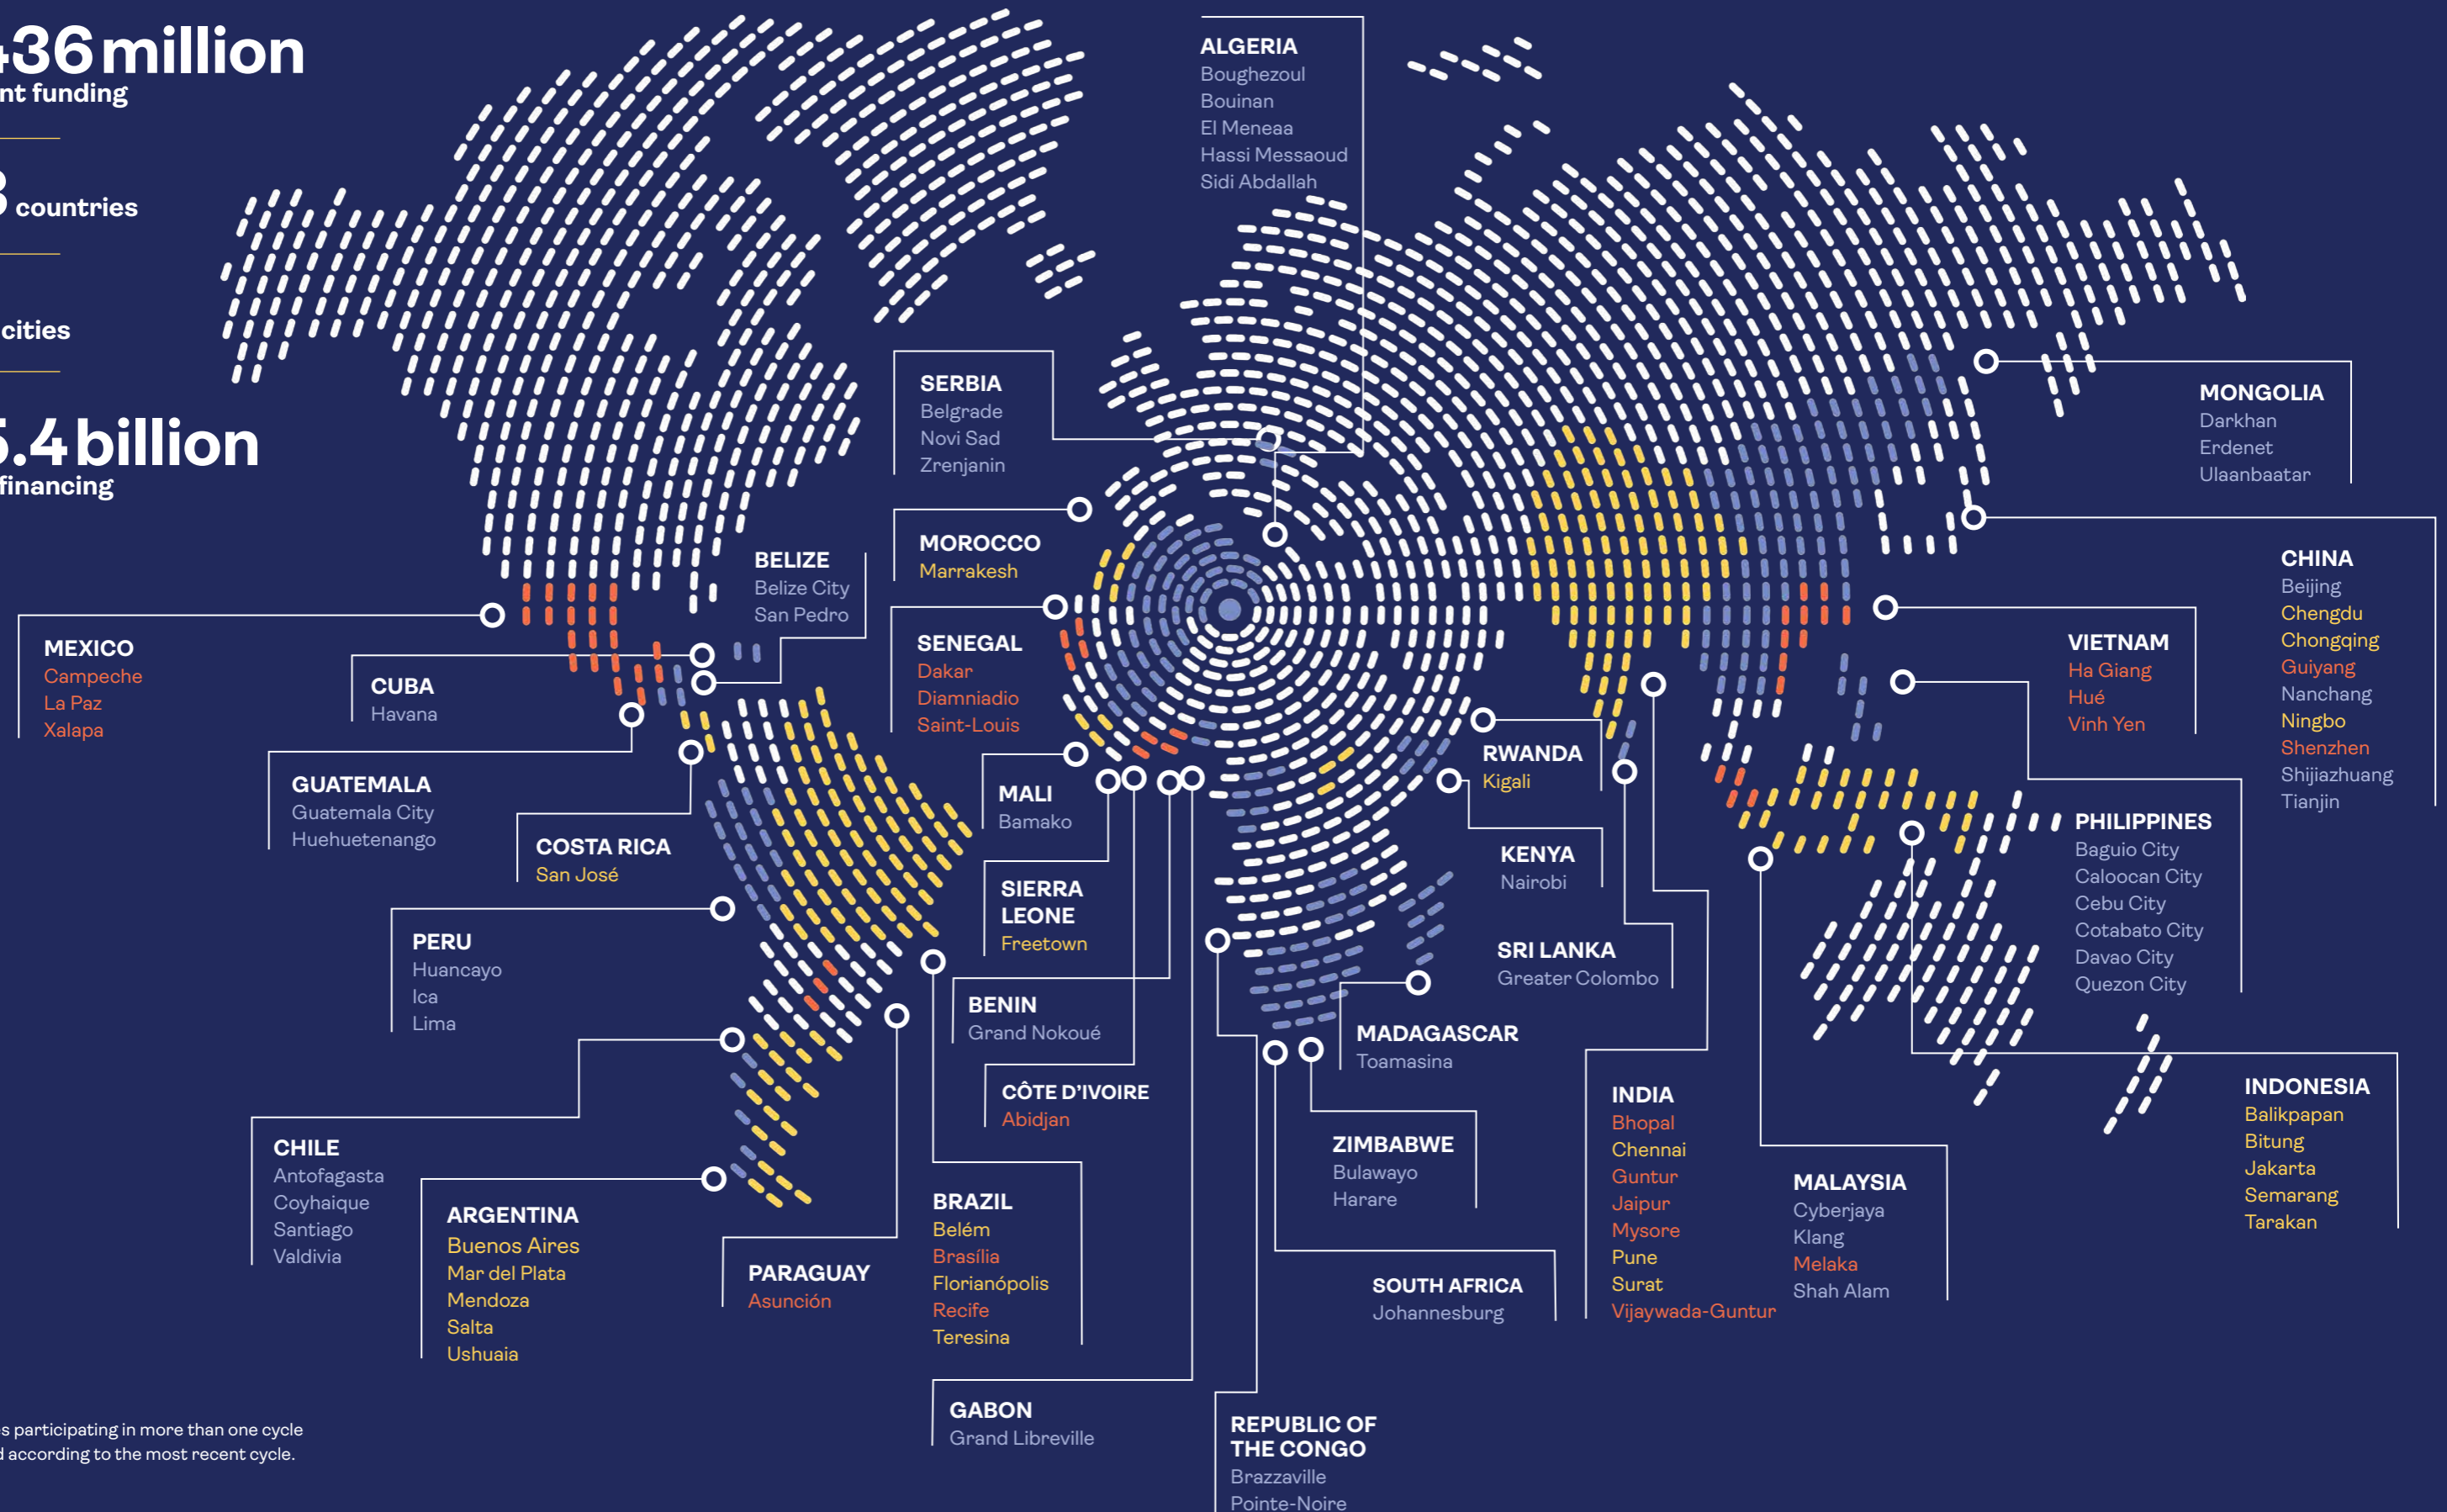 436 million
nt funding
3 countries
cities
5.4 billion
financing
ALGERIA
Boughezoul
Bouinan
El Meneaa
Hassi Messaoud
Sidi Abdallah
SERBIA
Belgrade
Novi Sad
Zrenjanin
MONGOLIA
Darkhan
Erdenet
Ulaanbaatar
MOROCCO
Marrakesh
BELIZE
Belize City
San Pedro
CHINA
Beijing
Chengdu
Chongqing
Guiyang
Nanchang
Ningbo
Shenzhen
Shijiazhuang
Tianjin
MEXICO
Campeche
La Paz
Xalapa
SENEGAL
Dakar
Diamniadio
Saint-Louis
VIETNAM
Ha Giang
Hué
Vinh Yen
CUBA
Havana
GUATEMALA
Guatemala City
Huehuetenango
COSTA RICA
San José
MALI
Bamako
RWANDA
Kigali
PHILIPPINES
Baguio City
Caloocan City
Cebu City
Cotabato City
Davao City
Quezon City
KENYA
Nairobi
SIERRA
LEONE
Freetown
PERU
Huancayo
Ica
Lima
SRI LANKA
Greater Colombo
BENIN
Grand Nokoué
MADAGASCAR
Toamasina
CÔTE D'IVOIRE
Abidjan
INDIA
Bhopal
Chennai
Guntur
Jaipur
Mysore
Pune
Surat
Vijaywada-Guntur
INDONESIA
Balikpapan
Bitung
Jakarta
Semarang
Tarakan
CHILE
Antofagasta
Coyhaique
Santiago
Valdivia
ZIMBABWE
Bulawayo
Harare
MALAYSIA
Cyberjaya
Klang
Melaka
Shah Alam
ARGENTINA
Buenos Aires
Mar del Plata
Mendoza
Salta
Ushuaia
BRAZIL
Belém
Brasília
Florianópolis
Recife
Teresina
PARAGUAY
Asunción
SOUTH AFRICA
Johannesburg
GABON
Grand Libreville
REPUBLIC OF
THE CONGO
Brazzaville
Pointe-Noire
s participating in more than one cycle
d according to the most recent cycle.